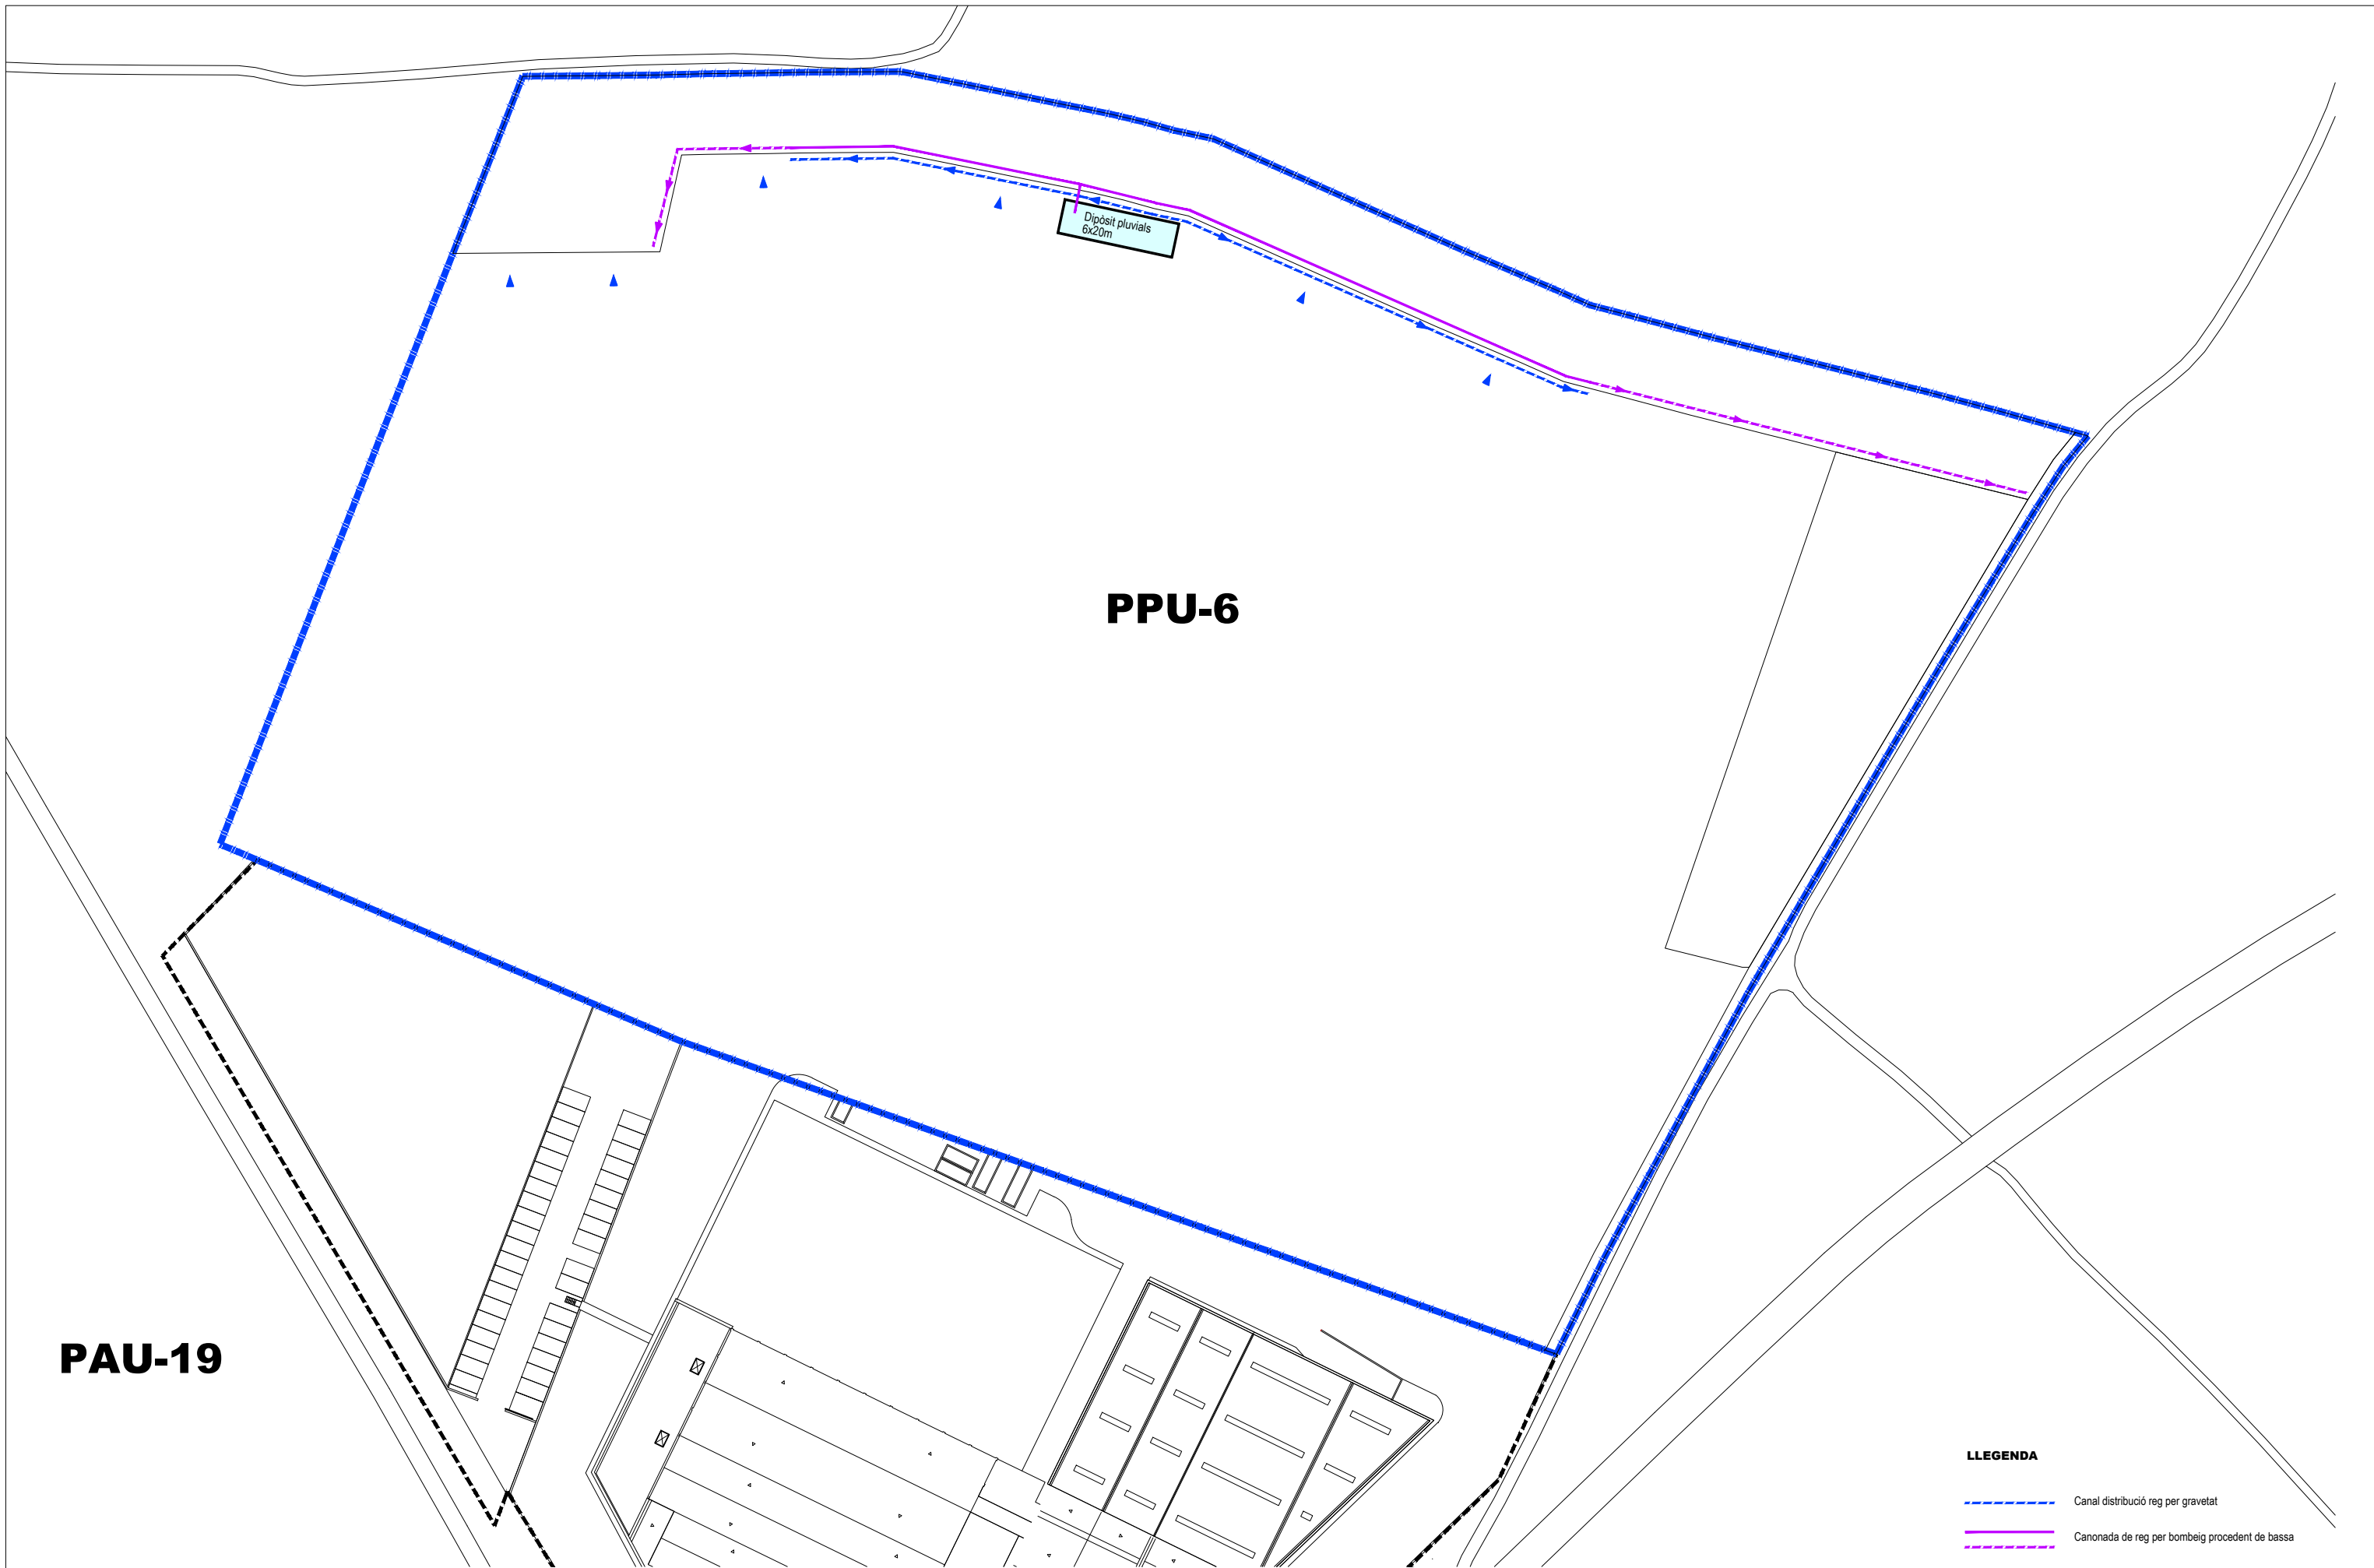 Dipòsit pluvials
6x20m
PPU-6
PAU-19
LLEGENDA
Canal distribució reg per gravetat
Canonada de reg per bombeig procedent de bassa